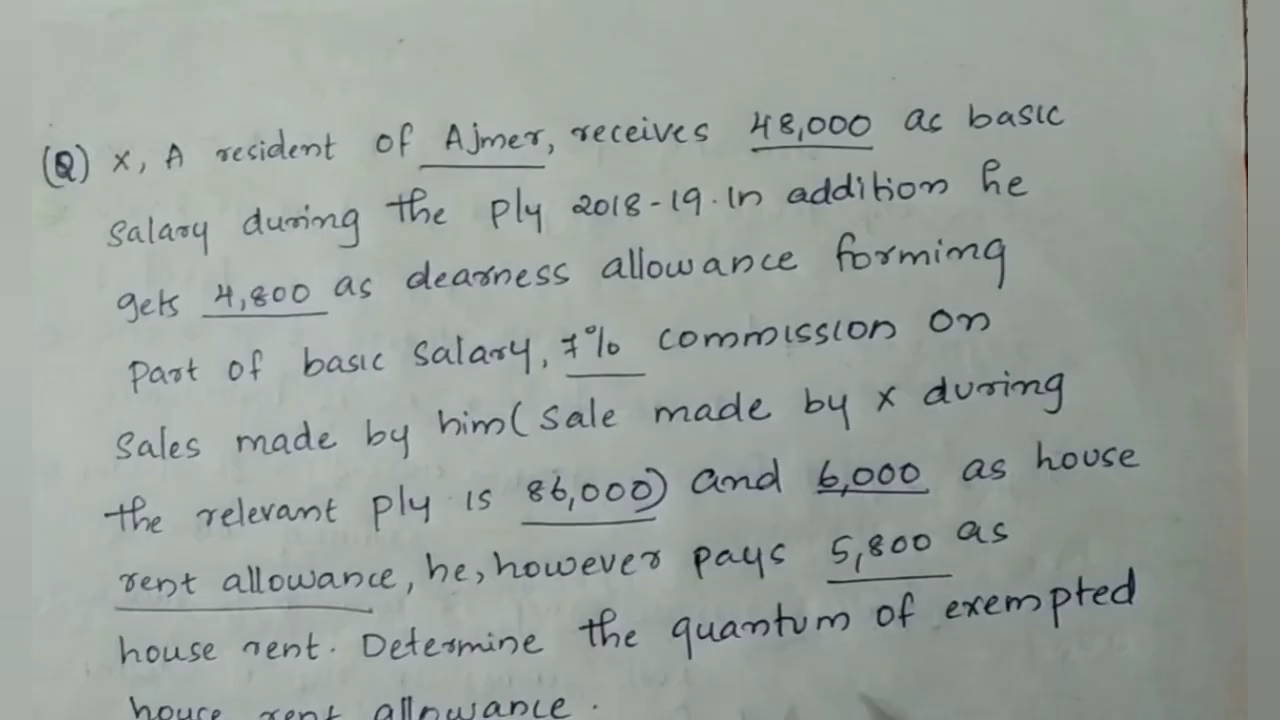 (Q) X, A resident of Ajmer, receives 48,000 as basic
salary during the Ply 2018-19. In addition he
gets 4,800 as dearness allowance forming
Part of basic salary, 7% commission on
Sales made by him (Sale made by X during
the relevant ply is 86,000) and 6,000 as house
rent allowance, he, however pays 5,800 as
house rent. Determine the quantum of exempted
house rent allowance.